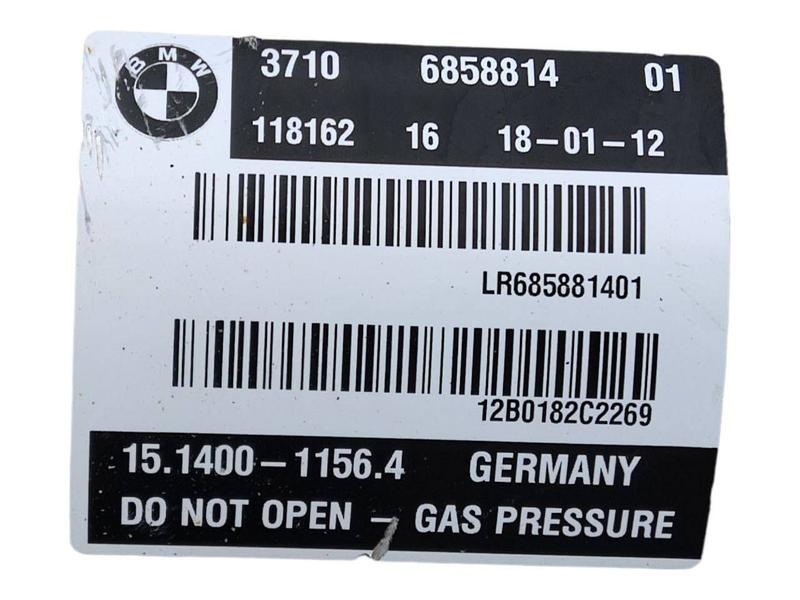 BMW
3710 6858814 01
118162 16 18-01-12
LR685881401
12B0182C2269
15.1400-1156.4 GERMANY
DO NOT OPEN - GAS PRESSURE